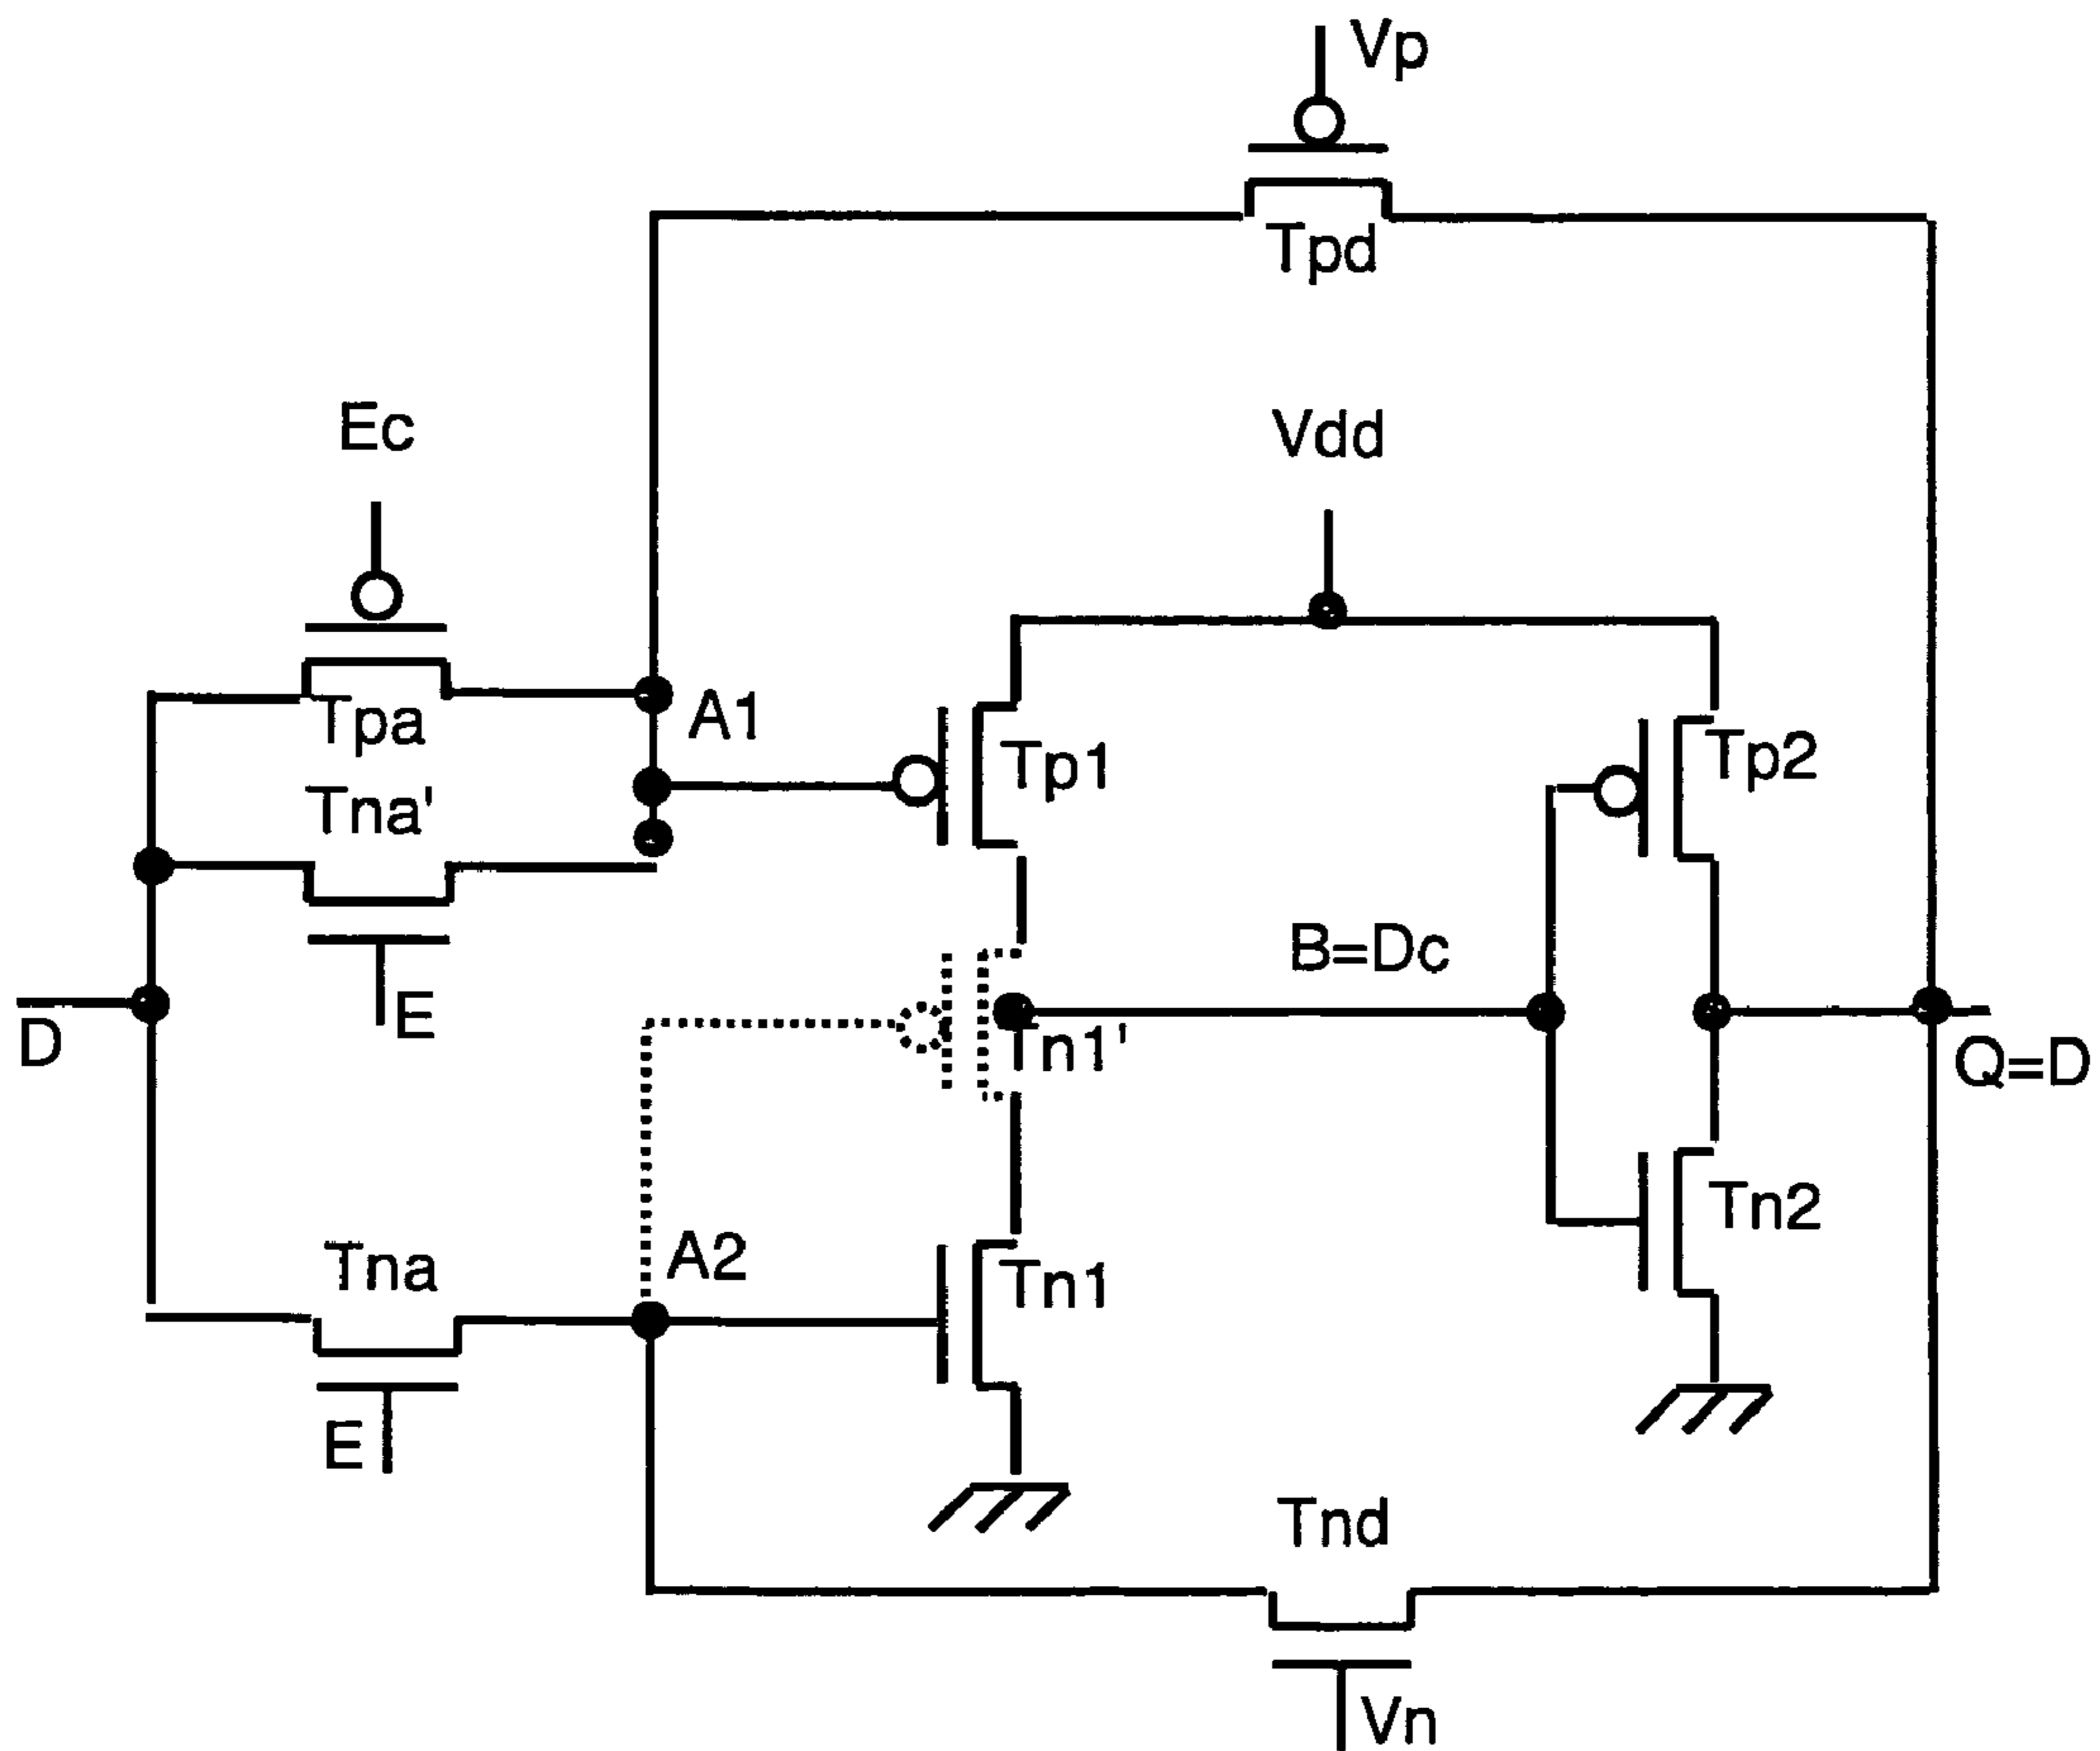 Vp
Tpd
Ec
Vdd
Tpa
A1
Tp1
Tp2
Tna'
B=Dc
E
D
Tn1'
Q=D
Tna
A2
Tn1
Tn2
E
Tnd
Vn